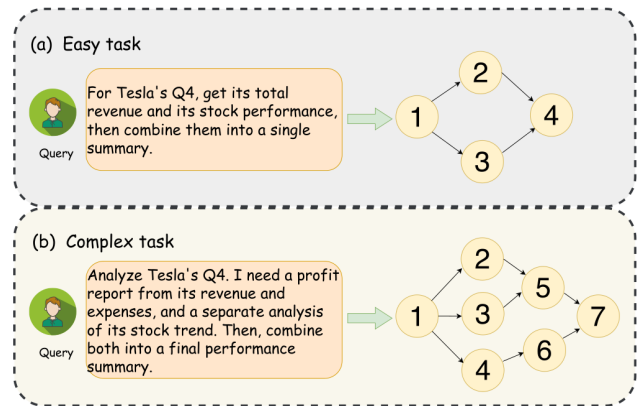 (a) Easy task
For Tesla's Q4, get its total
revenue and its stock performance,
then combine them into a single
summary.
Query
1
2
3
4
(b) Complex task
Analyze Tesla's Q4. I need a profit
report from its revenue and
expenses, and a separate analysis
of its stock trend. Then, combine
both into a final performance
summary.
Query
1
2
3
4
5
6
7